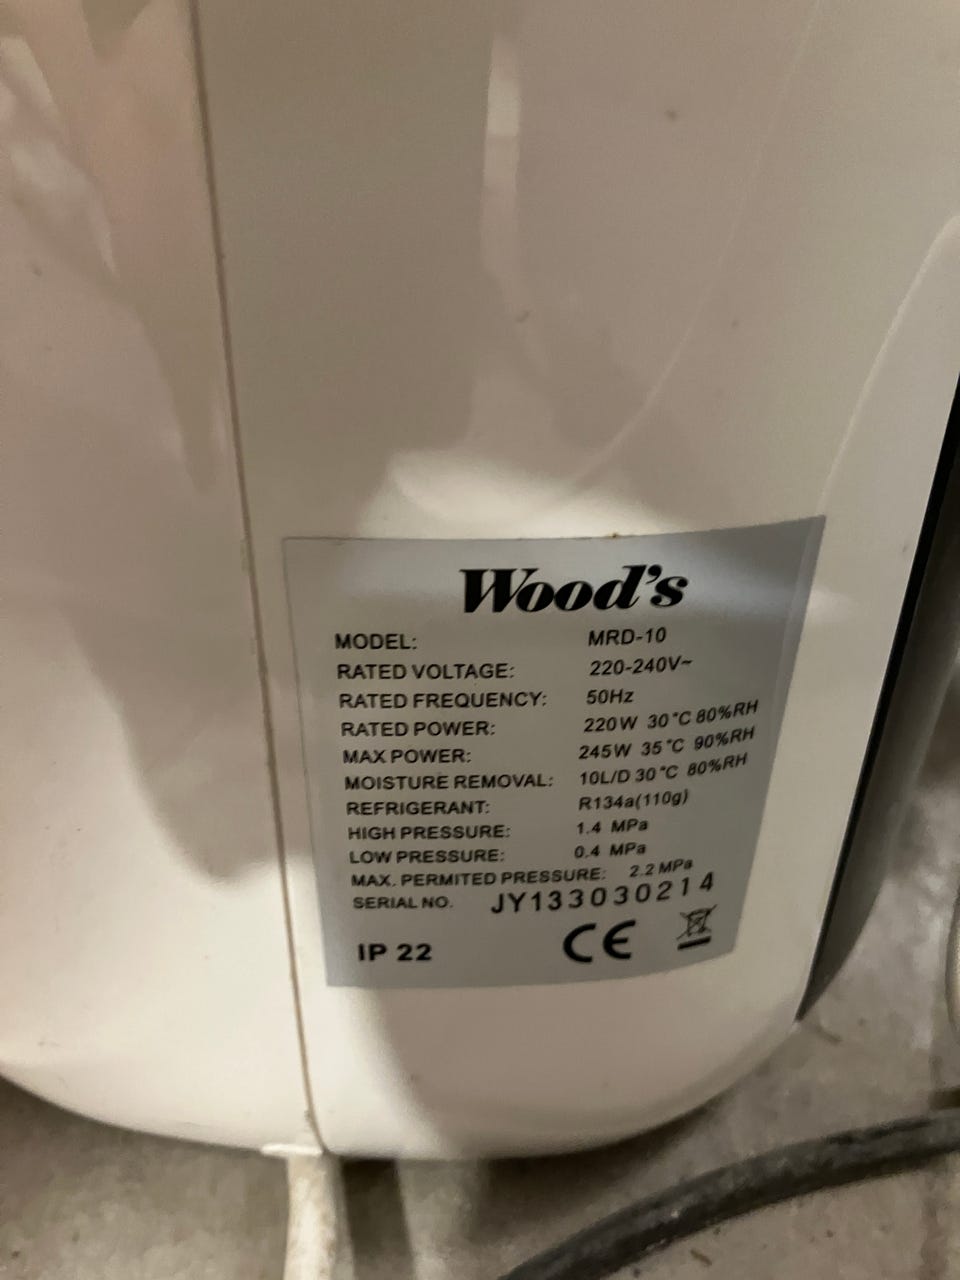 Wood's
MODEL: MRD-10
RATED VOLTAGE: 220-240V~
RATED FREQUENCY: 50Hz
RATED POWER: 220W 30°C 80%RH
MAX POWER: 245W 35°C 90%RH
MOISTURE REMOVAL: 10L/D 30°C 80%RH
REFRIGERANT: R134a(110g)
HIGH PRESSURE: 1.4 MPa
LOW PRESSURE: 0.4 MPa
MAX. PERMITED PRESSURE: 2.2 MPa
SERIAL NO. JY133030214
IP 22 CE